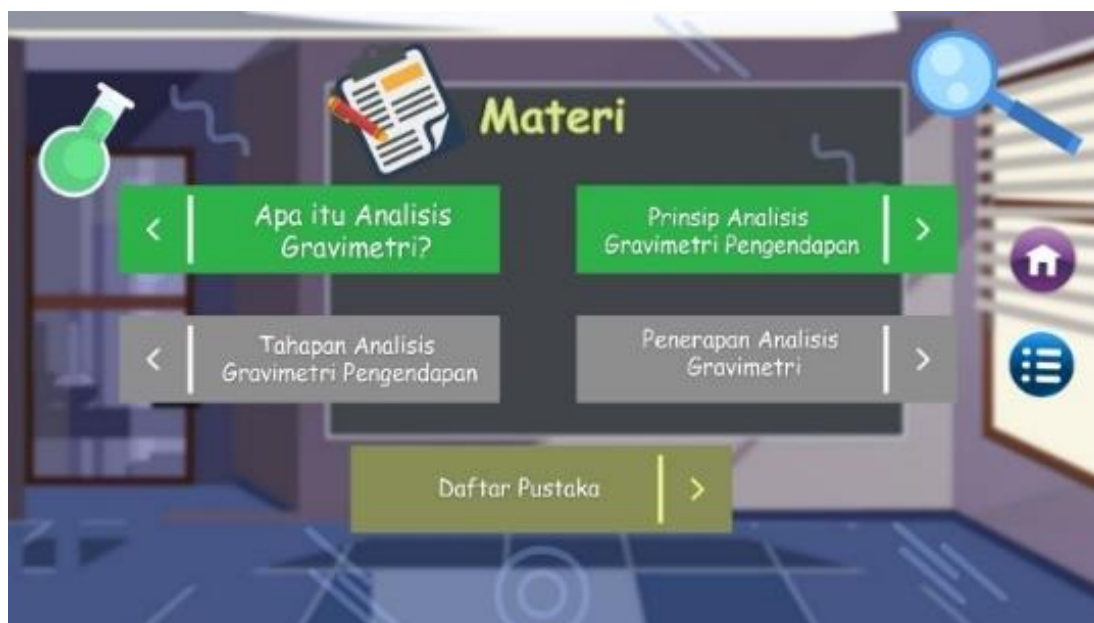 Materi
Apa itu Analisis
Gravimetri?
Prinsip Analisis
Gravimetri Pengendapan
Tahapan Analisis
Gravimetri Pengendapan
Penerapan Analisis
Gravimetri
Daftar Pustaka